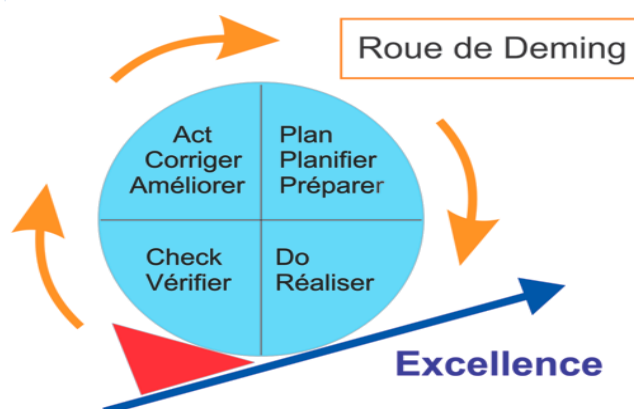 Roue de Deming
Act
Corriger
Améliorer
Plan
Planifier
Préparer
Check
Vérifier
Do
Réaliser
Excellence